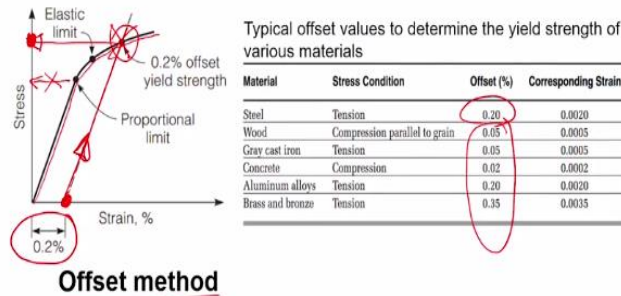 Elastic
limit
0.2% offset
yield strength
Proportional
limit
Stress
Strain, %
0.2%
Offset method
Typical offset values to determine the yield strength of
various materials
Material Stress Condition Offset (%) Corresponding Strain
Steel Tension 0.20 0.0020
Wood Compression parallel to grain 0.05 0.0005
Gray cast iron Tension 0.05 0.0005
Concrete Compression 0.02 0.0002
Aluminum alloys Tension 0.20 0.0020
Brass and bronze Tension 0.35 0.0035